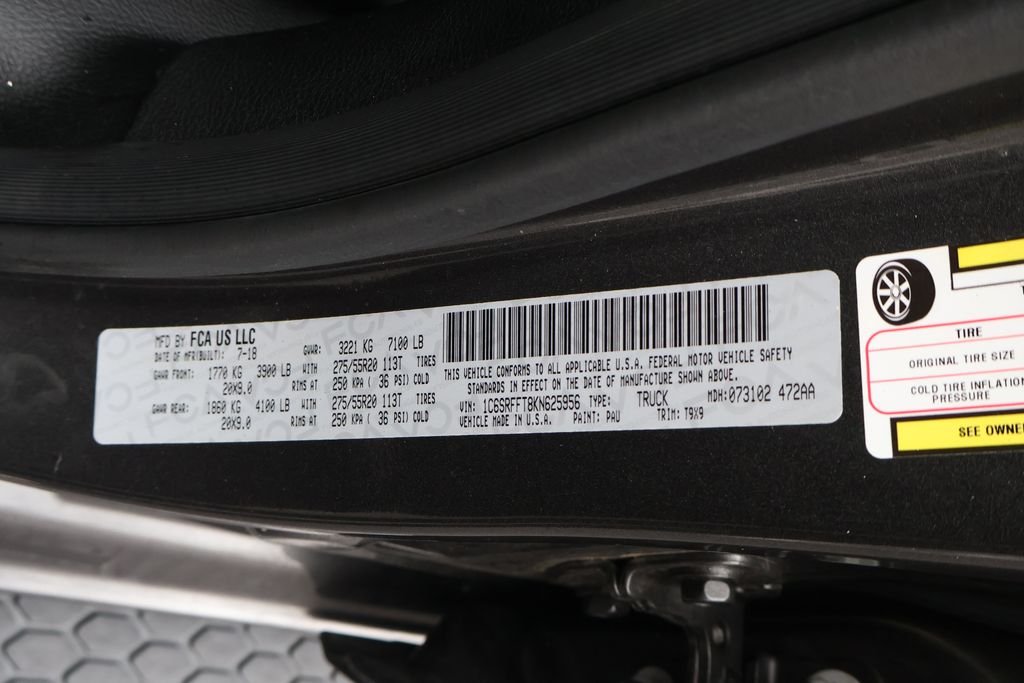 MFD BY FCA US LLC
DATE OF MFR(BUILT): 7-18 GVWR: 3221 KG 7100 LB
GAWR FRONT: 1770 KG 3900 LB WITH 275/55R20 113T TIRES
20X9.0 RIMS AT 250 KPA ( 36 PSI) COLD
GAWR REAR: 1860 KG 4100 LB WITH 275/55R20 113T TIRES
20X9.0 RIMS AT 250 KPA ( 36 PSI) COLD
THIS VEHICLE CONFORMS TO ALL APPLICABLE U.S.A. FEDERAL MOTOR VEHICLE SAFETY
STANDARDS IN EFFECT ON THE DATE OF MANUFACTURE SHOWN ABOVE.
VIN: 1C6SRFFT8KN625956 TYPE: TRUCK MDH:073102 472AA
VEHICLE MADE IN U.S.A. PAINT: PAU TRIM: T9X9
TIRE
ORIGINAL TIRE SIZE
COLD TIRE INFLATION
PRESSURE
SEE OWNE